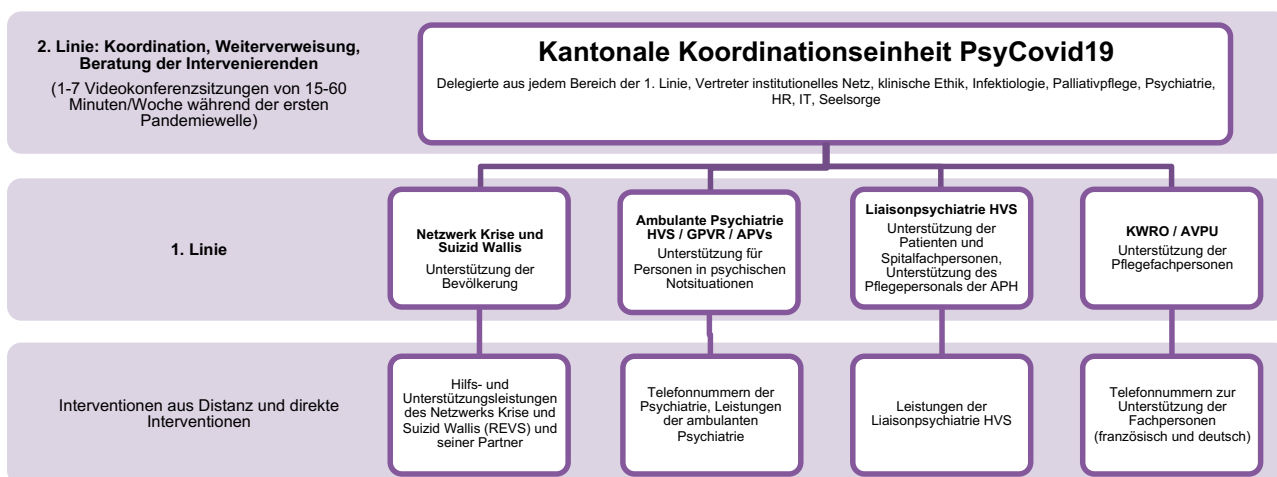 2. Linie: Koordination, Weiterverweisung,
Beratung der Intervenierenden
(1-7 Videokonferenzsitzungen von 15-60
Minuten/Woche während der ersten
Pandemiewelle)
Kantonale Koordinationseinheit PsyCovid19
Delegierte aus jedem Bereich der 1. Linie, Vertreter institutionelles Netz, klinische Ethik, Infektiologie, Palliativpflege, Psychiatrie,
HR, IT, Seelsorge
1. Linie
Netzwerk Krise und
Suizid Wallis
Unterstützung der
Bevölkerung
Ambulante Psychiatrie
HVS / GPVR / APVs
Unterstützung für
Personen in psychischen
Notsituationen
Liaisonpsychiatrie HVS
Unterstützung der
Patienten und
Spitalfachpersonen,
Unterstützung des
Pflegepersonals der APH
KWRO / AVPU
Unterstützung der
Pflegefachpersonen
Interventionen aus Distanz und direkte
Interventionen
Hilfs- und
Unterstützungsleistungen
des Netzwerks Krise und
Suizid Wallis (REVS) und
seiner Partner
Telefonnummern der
Psychiatrie, Leistungen
der ambulanten
Psychiatrie
Leistungen der
Liaisonpsychiatrie HVS
Telefonnummern zur
Unterstützung der
Fachpersonen
(französisch und deutsch)